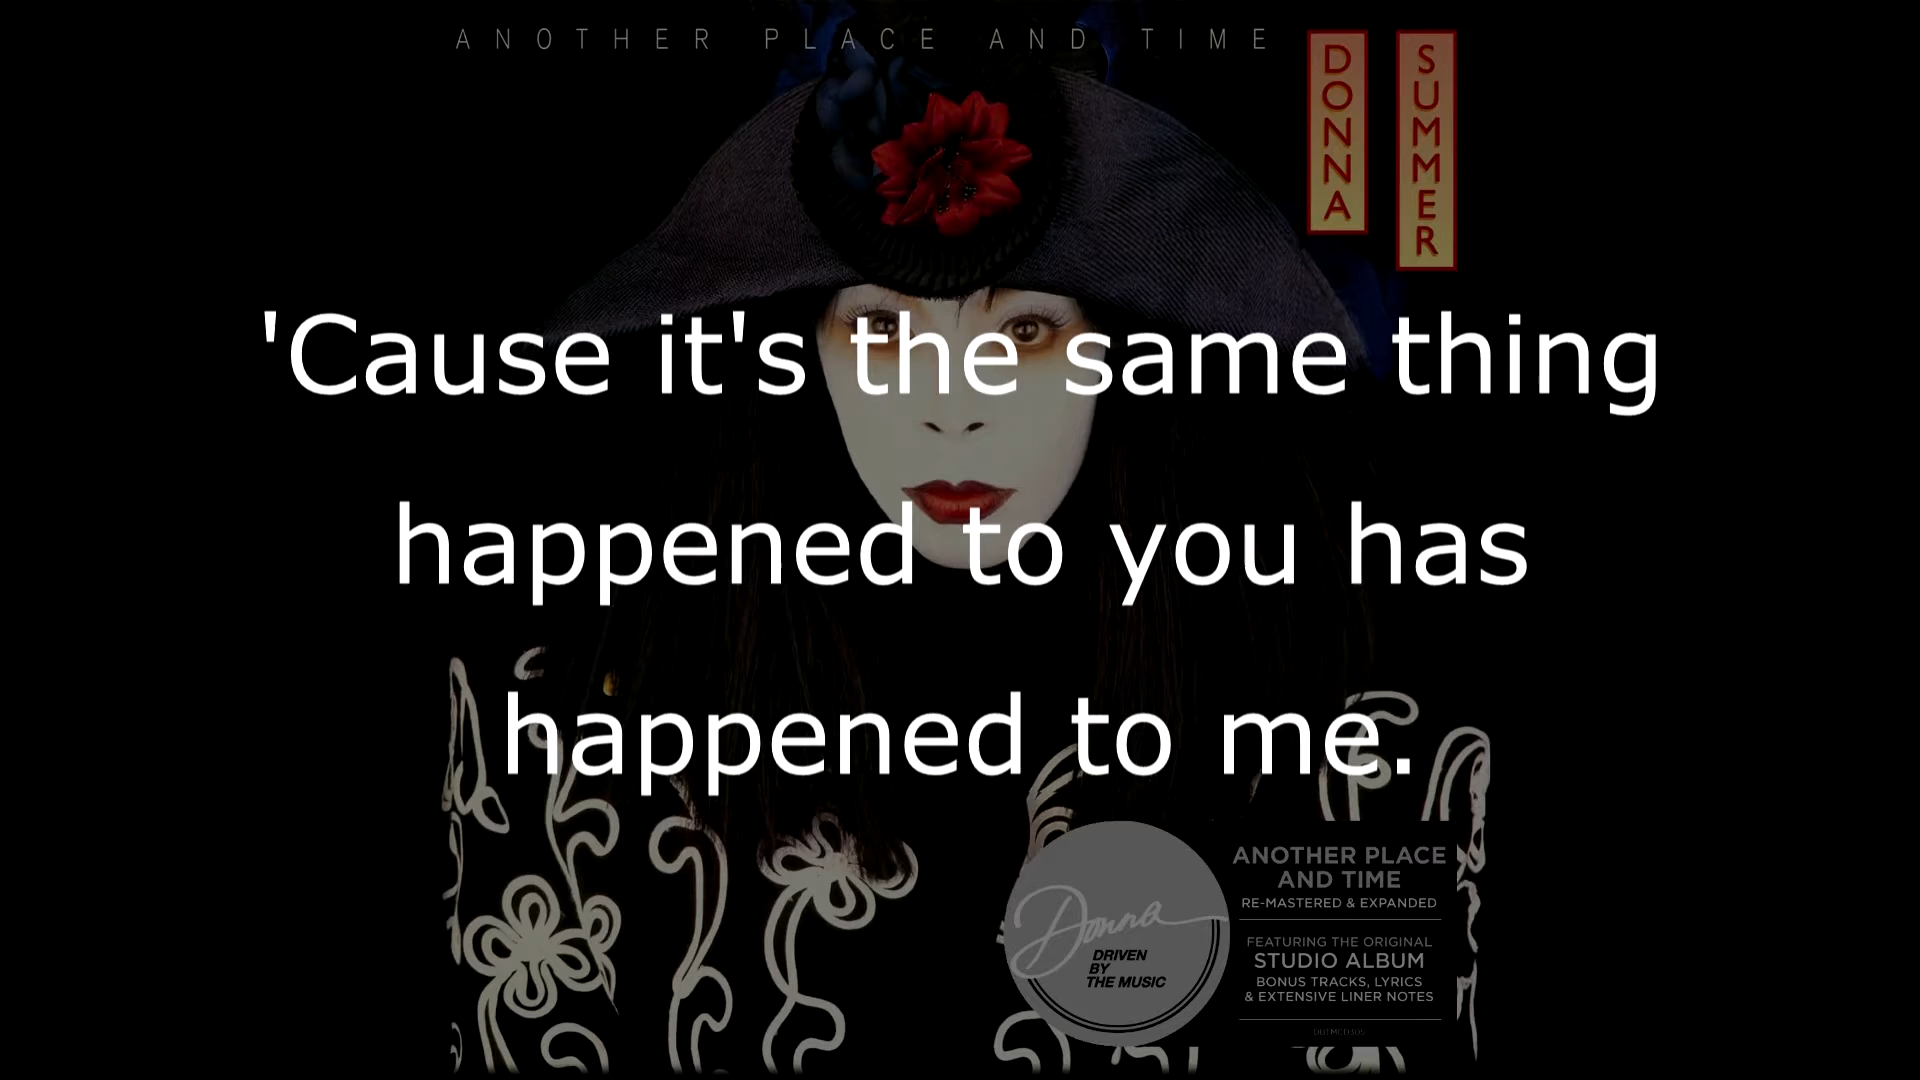 ANOTHER PLACE AND TIME
DONNA
SUMMER
'Cause it's the same thing
happened to you has
happened to me.
Donna
DRIVEN
BY
THE MUSIC
ANOTHER PLACE
AND TIME
RE-MASTERED & EXPANDED
FEATURING THE ORIGINAL
STUDIO ALBUM
BONUS TRACKS, LYRICS
& EXTENSIVE LINER NOTES